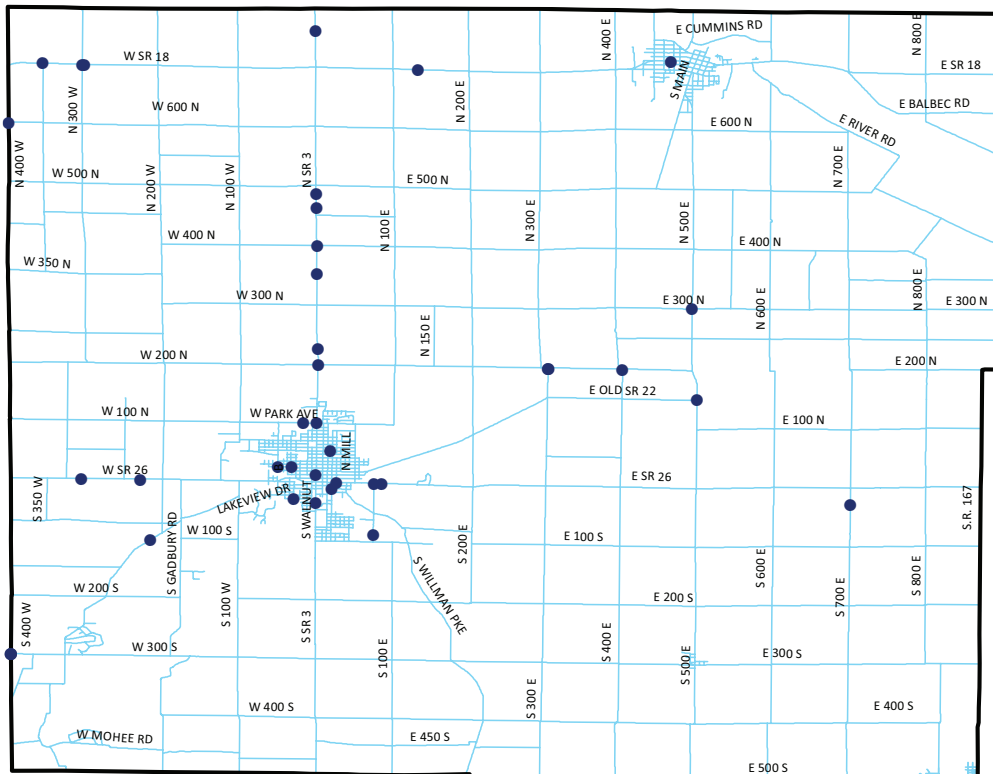 E CUMMINS RD
N 400 E
N 800 E
W SR 18
E SR 18
S MAIN
N 200 E
N 300 W
W 600 N
E 600 N
E BALBEC RD
E RIVER RD
N 400 W
W 500 N
N 200 W
N 100 W
N SR 3
E 500 N
N 700 E
N 100 E
N 300 E
N 500 E
W 400 N
E 400 N
W 350 N
W 300 N
E 300 N
N 600 E
N 800 E
E 300 N
N 150 E
W 200 N
E 200 N
E OLD SR 22
W 100 N
W PARK AVE
E 100 N
N MILL
W SR 26
E SR 26
S 350 W
LAKEVIEW DR
S WALNUT
S.R. 167
S GADBURY RD
W 100 S
S 200 E
E 100 S
W 200 S
S 100 W
S WILLMAN PKE
S 600 E
S 700 E
S 800 E
E 200 S
S 400 W
S SR 3
S 400 E
W 300 S
S 100 E
S 500 E
E 300 S
W 400 S
S 300 E
E 400 S
W MOHEE RD
E 450 S
E 500 S